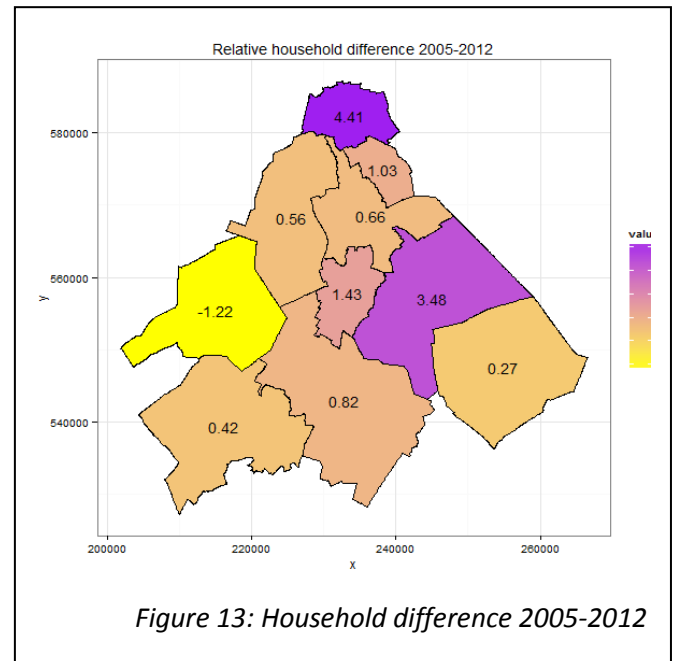 Relative household difference 2005-2012
4.41
580000
1.03
0.56
0.66
valu
560000
y
1.43
3.48
-1.22
0.27
0.82
540000
0.42
200000 220000 240000 260000
x
Figure 13: Household difference 2005-2012